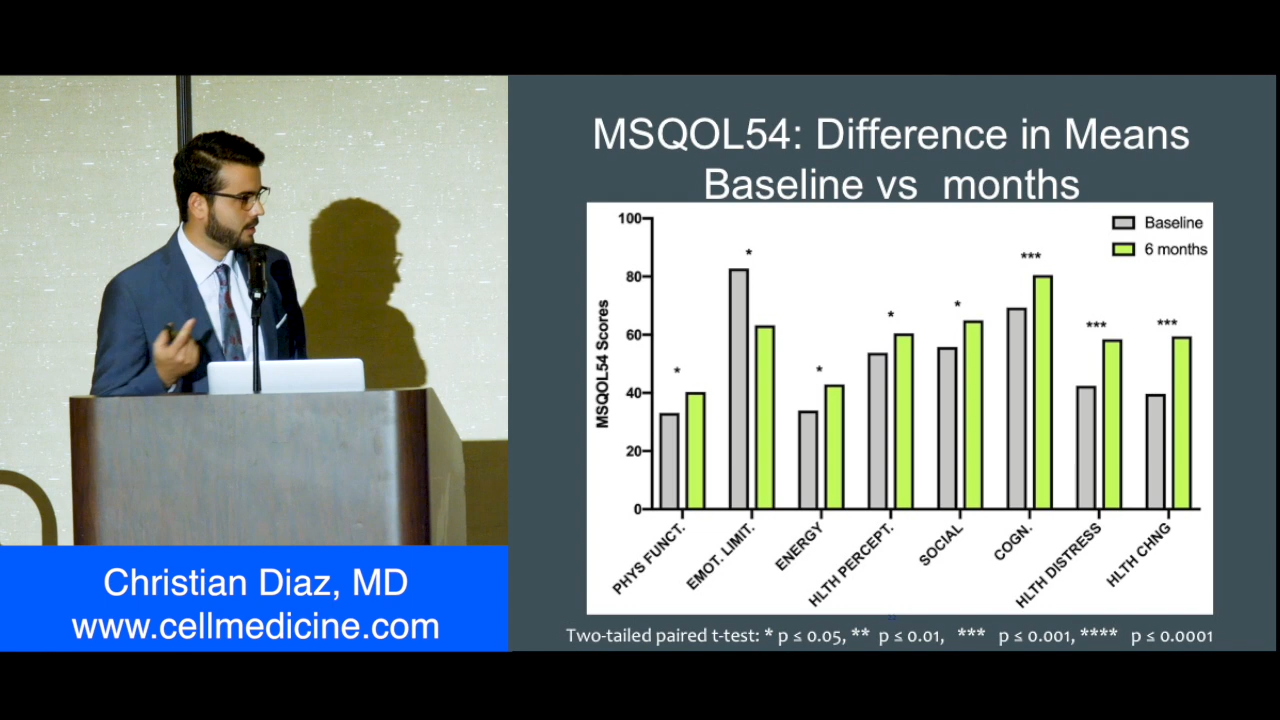 MSQOL54: Difference in Means
Baseline vs  months
Baseline
6 months
MSQOL54 Scores
100
80
60
40
20
0
*
*
*
*
*
***
***
***
PHYS FUNCT.
EMOT. LIMIT.
ENERGY
HLTH PERCEPT.
SOCIAL
COGN.
HLTH DISTRESS
HLTH CHNG
Two-tailed paired t-test: * p ≤ 0.05, ** p ≤ 0.01, *** p ≤ 0.001, **** p ≤ 0.0001
Christian Diaz, MD
www.cellmedicine.com